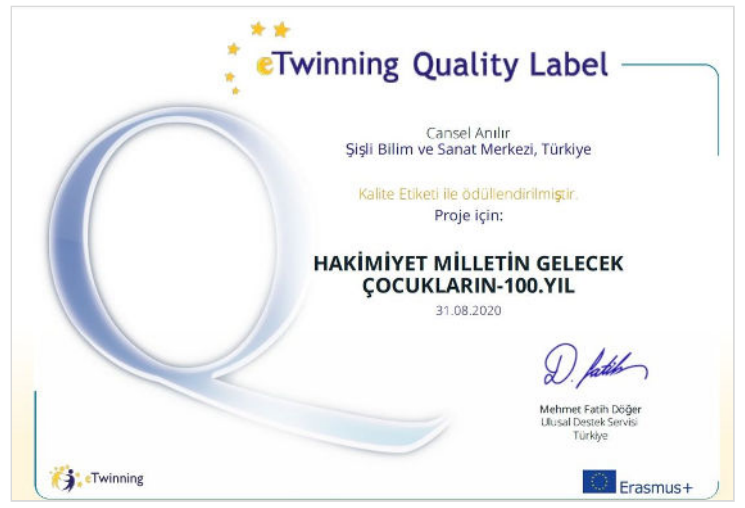 eTwinning Quality Label
Cansel Anılır
Şişli Bilim ve Sanat Merkezi, Türkiye
Kalite Etiketi ile ödüllendirilmiştir.
Proje için:
HAKİMİYET MİLLETİN GELECEK
ÇOCUKLARIN-100.YIL
31.08.2020
D. fatih
Mehmet Fatih Döğer
Ulusal Destek Servisi
Türkiye
eTwinning
Erasmus+